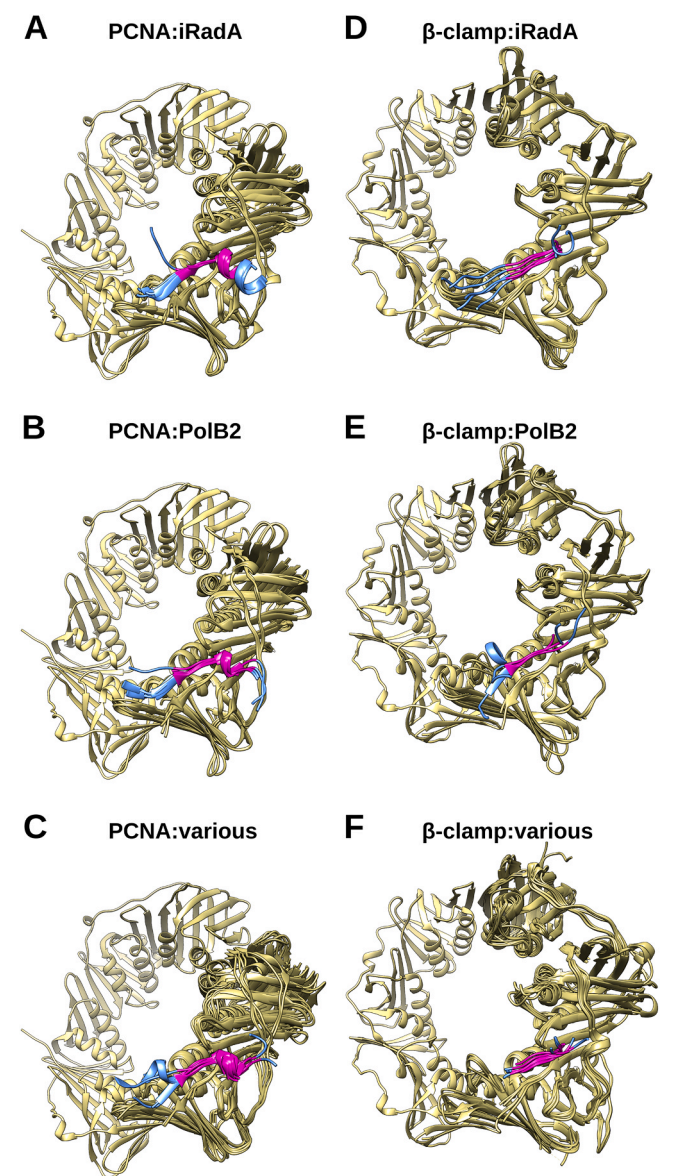 A PCNA:iRadA D β-clamp:iRadA
B PCNA:PolB2 E β-clamp:PolB2
C PCNA:various F β-clamp:various